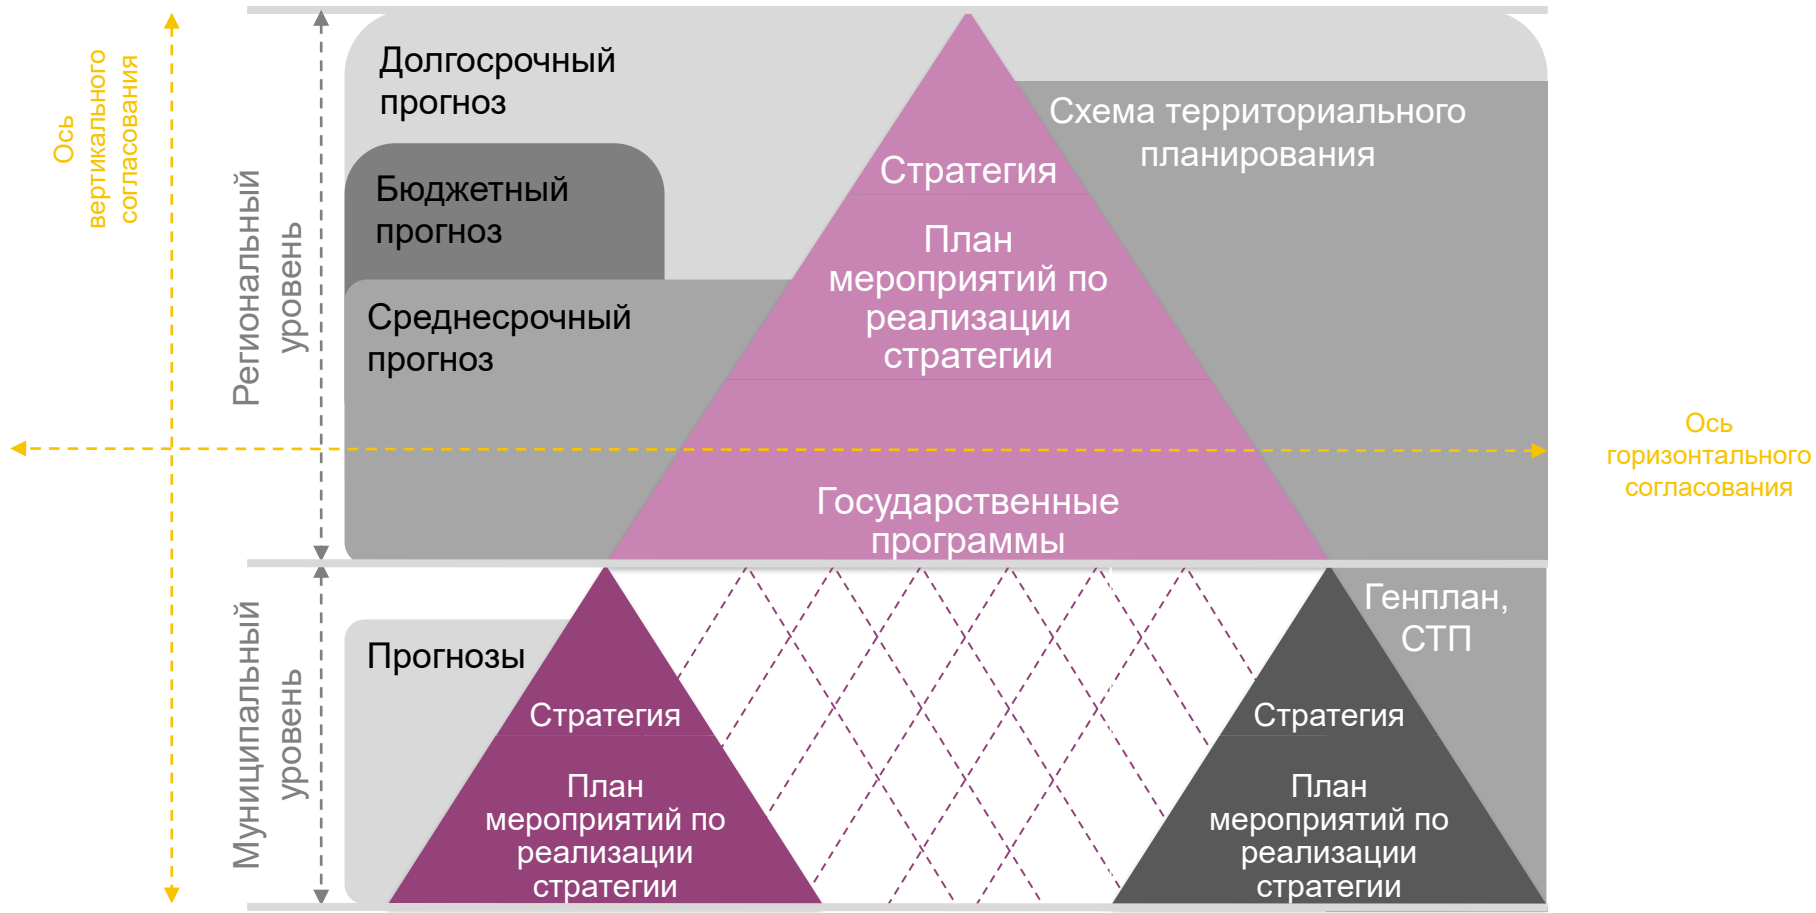 Ось
вертикального
согласования
Региональный
уровень
Долгосрочный
прогноз
Бюджетный
прогноз
Среднесрочный
прогноз
Стратегия
План
мероприятий по
реализации
стратегии
Государственные
программы
Схема территориального
планирования
Ось
горизонтального
согласования
Муниципальный
уровень
Прогнозы
Стратегия
План
мероприятий по
реализации
стратегии
Генплан,
СТП
Стратегия
План
мероприятий по
реализации
стратегии